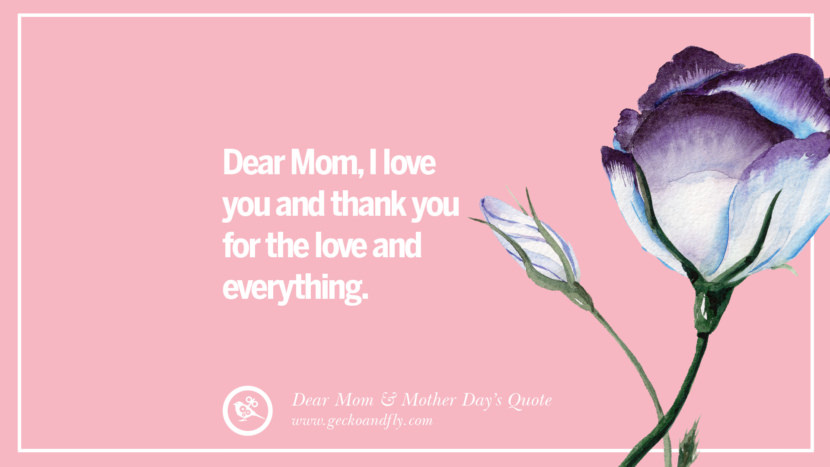 Dear Mom, I love
you and thank you
for the love and
everything.
Dear Mom & Mother Day's Quote
www.geckoandfly.com